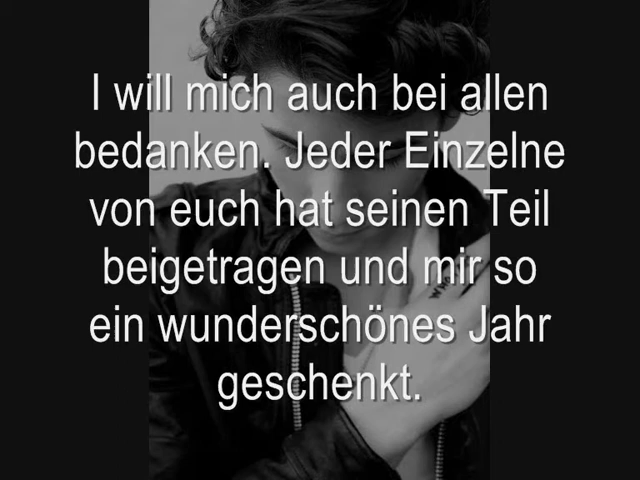 I will mich auch bei allen
bedanken. Jeder Einzelne
von euch hat seinen Teil
beigetragen und mir so
ein wunderschönes Jahr
geschenkt.